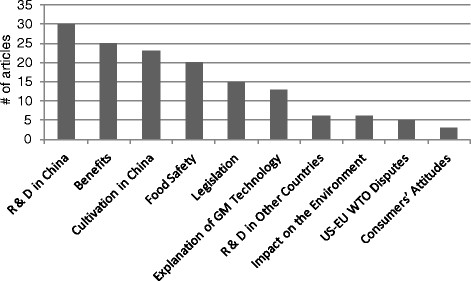 35
30
25
20
15
10
5
0
# of articles
R & D in China
Benefits
Cultivation in China
Food Safety
Legislation
Explanation of GM Technology
R & D in Other Countries
Impact on the Environment
US-EU WTO Disputes
Consumers' Attitudes